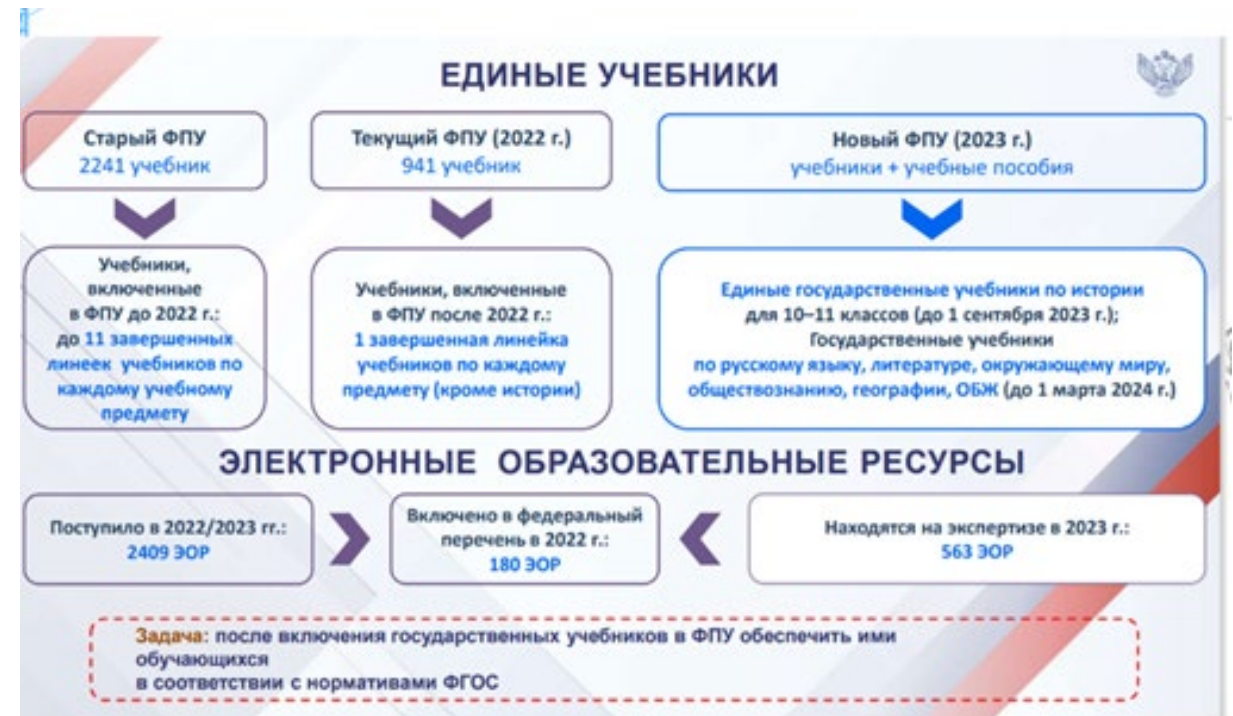 ЕДИНЫЕ УЧЕБНИКИ
Старый ФПУ
2241 учебник
Текущий ФПУ (2022 г.)
941 учебник
Новый ФПУ (2023 г.)
учебники + учебные пособия
Учебники,
включенные
в ФПУ до 2022 г.:
до 11 завершенных
линеек учебников по
каждому учебному
предмету
Учебники, включенные
в ФПУ после 2022 г.:
1 завершенная линейка
учебников по каждому
предмету (кроме истории)
Единые государственные учебники по истории
для 10–11 классов (до 1 сентября 2023 г.);
Государственные учебники
по русскому языку, литературе, окружающему миру,
обществознанию, географии, ОБЖ (до 1 марта 2024 г.)
ЭЛЕКТРОННЫЕ ОБРАЗОВАТЕЛЬНЫЕ РЕСУРСЫ
Поступило в 2022/2023 гг.:
2409 ЭОР
Включено в федеральный
перечень в 2022 г.:
180 ЭОР
Находятся на экспертизе в 2023 г.:
563 ЭОР
Задача: после включения государственных учебников в ФПУ обеспечить ими
обучающихся
в соответствии с нормативами ФГОС